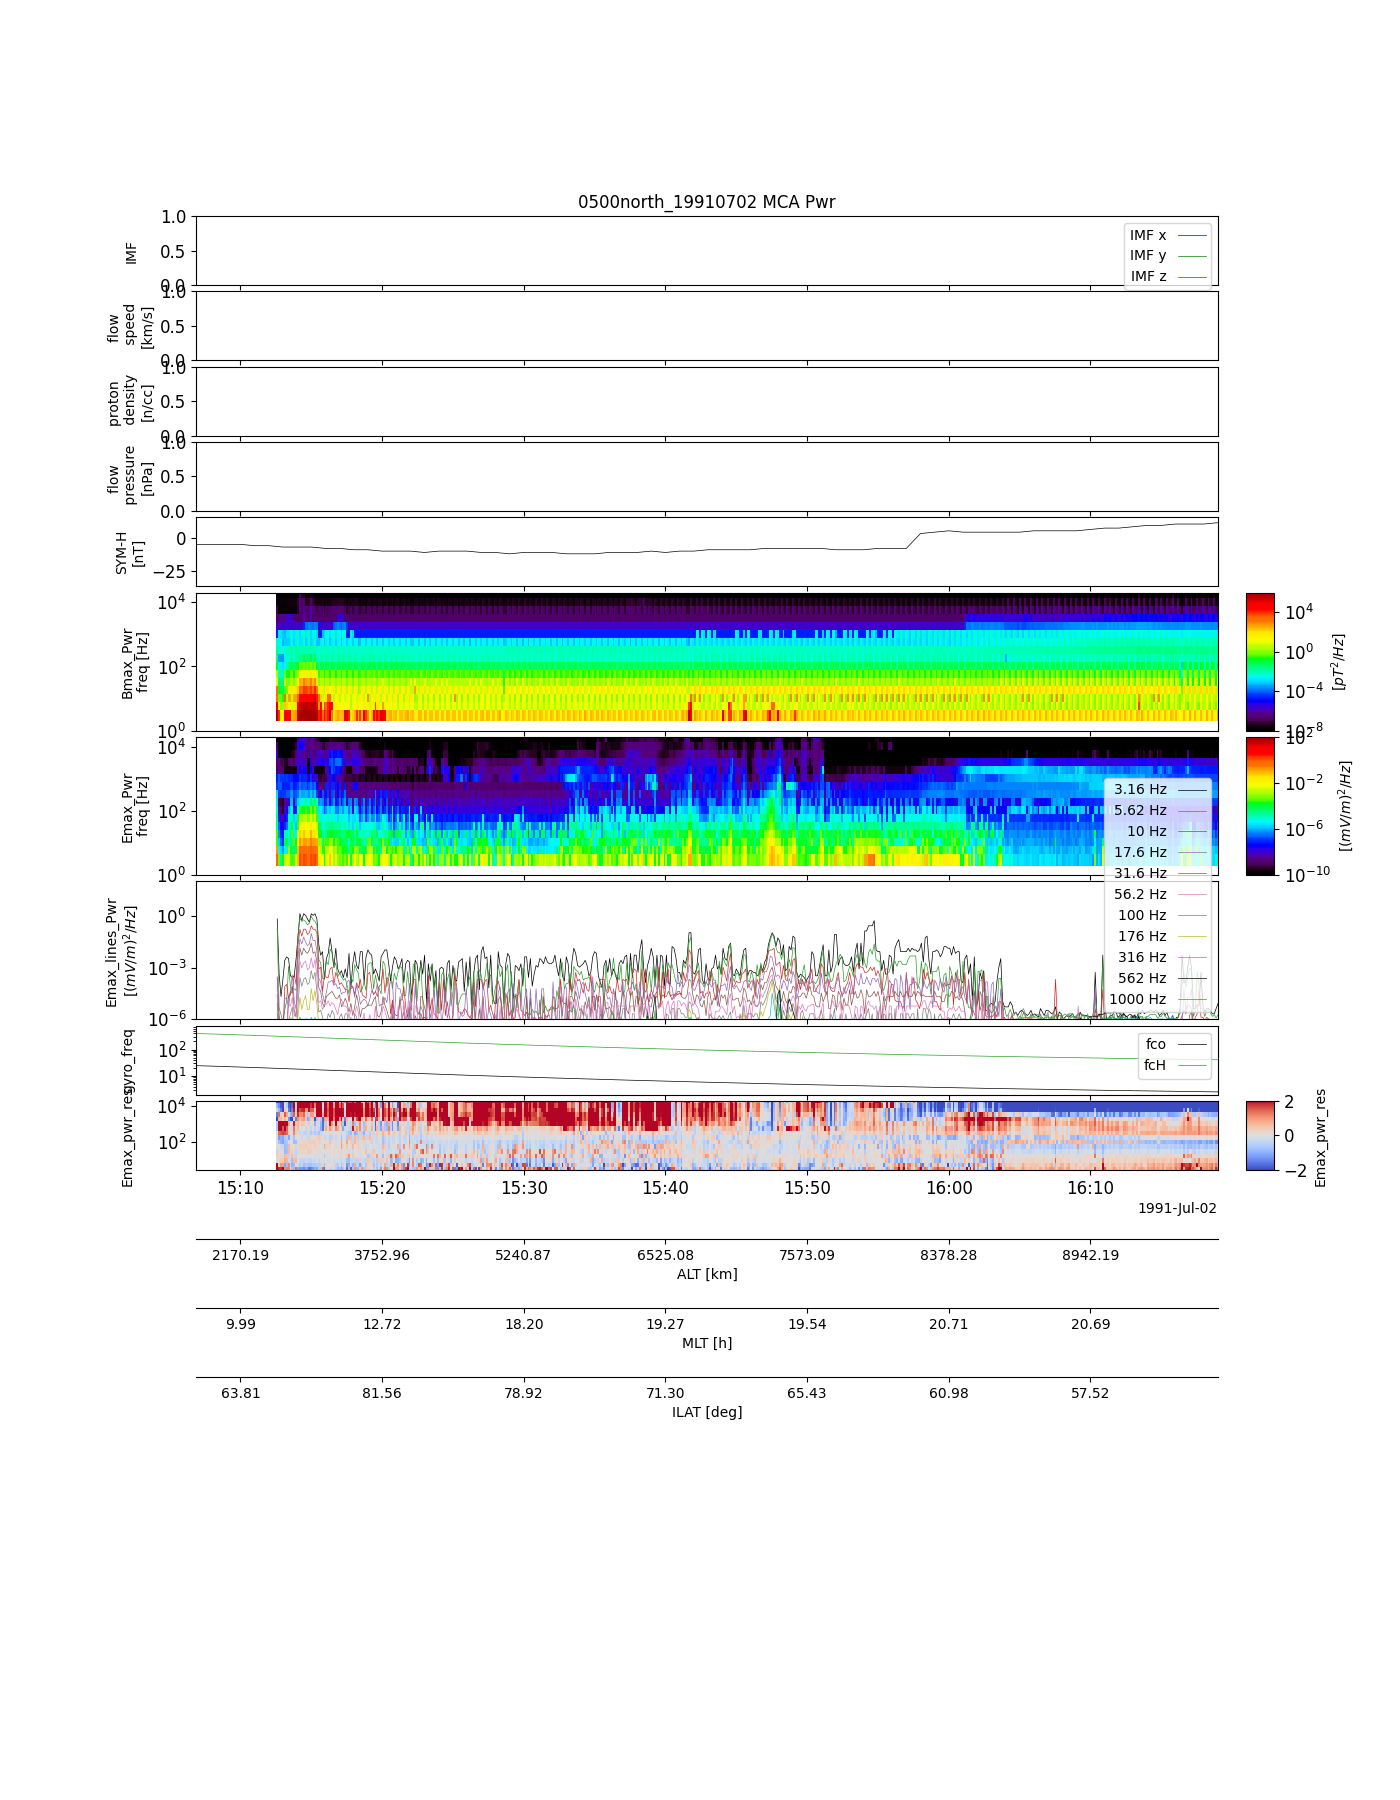 0500north_19910702 MCA Pwr
1.0
0.5
0.0
IMF
IMF x
IMF y
IMF z
1.0
0.5
0.0
flow
speed
[km/s]
1.0
0.5
0.0
proton
density
[n/cc]
1.0
0.5
0.0
flow
pressure
[nPa]
0
−25
SYM-H
[nT]
10^4
10^2
10^0
Bmax_Pwr
freq [Hz]
10^4
10^0
10^−4
10^−8
[pT^2/Hz]
10^4
10^2
10^0
Emax_Pwr
freq [Hz]
10^2
10^−2
10^−6
10^−10
[(mV/m)^2/Hz]
3.16 Hz
5.62 Hz
10 Hz
17.6 Hz
31.6 Hz
56.2 Hz
100 Hz
176 Hz
316 Hz
562 Hz
1000 Hz
10^0
10^−3
10^−6
Emax_lines_Pwr
[(mV/m)^2/Hz]
10^2
10^1
gyro_freq
fco
fcH
10^4
10^2
Emax_pwr_res
2
0
−2
Emax_pwr_res
15:10 15:20 15:30 15:40 15:50 16:00 16:10
1991-Jul-02
2170.19 3752.96 5240.87 6525.08 7573.09 8378.28 8942.19
ALT [km]
9.99 12.72 18.20 19.27 19.54 20.71 20.69
MLT [h]
63.81 81.56 78.92 71.30 65.43 60.98 57.52
ILAT [deg]